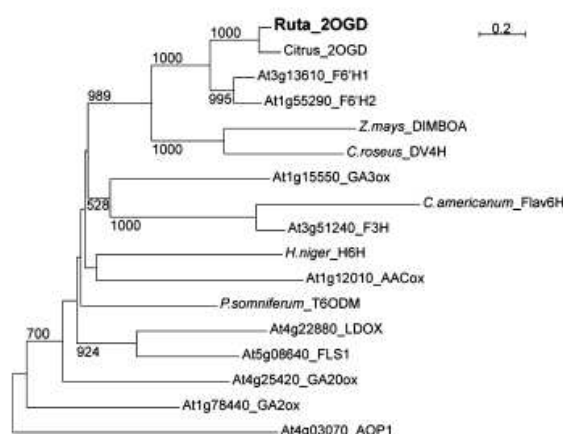 Ruta_2OGD
1000
0.2
Citrus_2OGD
1000
At3g13610_F6'H1
989
995
At1g55290_F6'H2
Z.mays_DIMBOA
1000
C.roseus_DV4H
At1g15550_GA3ox
528
C.americanum_Flav6H
1000
At3g51240_F3H
H.niger_H6H
At1g12010_AACox
P.somniferum_T6ODM
700
At4g22880_LDOX
924
At5g08640_FLS1
At4g25420_GA20ox
At1g78440_GA2ox
At4g03070_AOP1